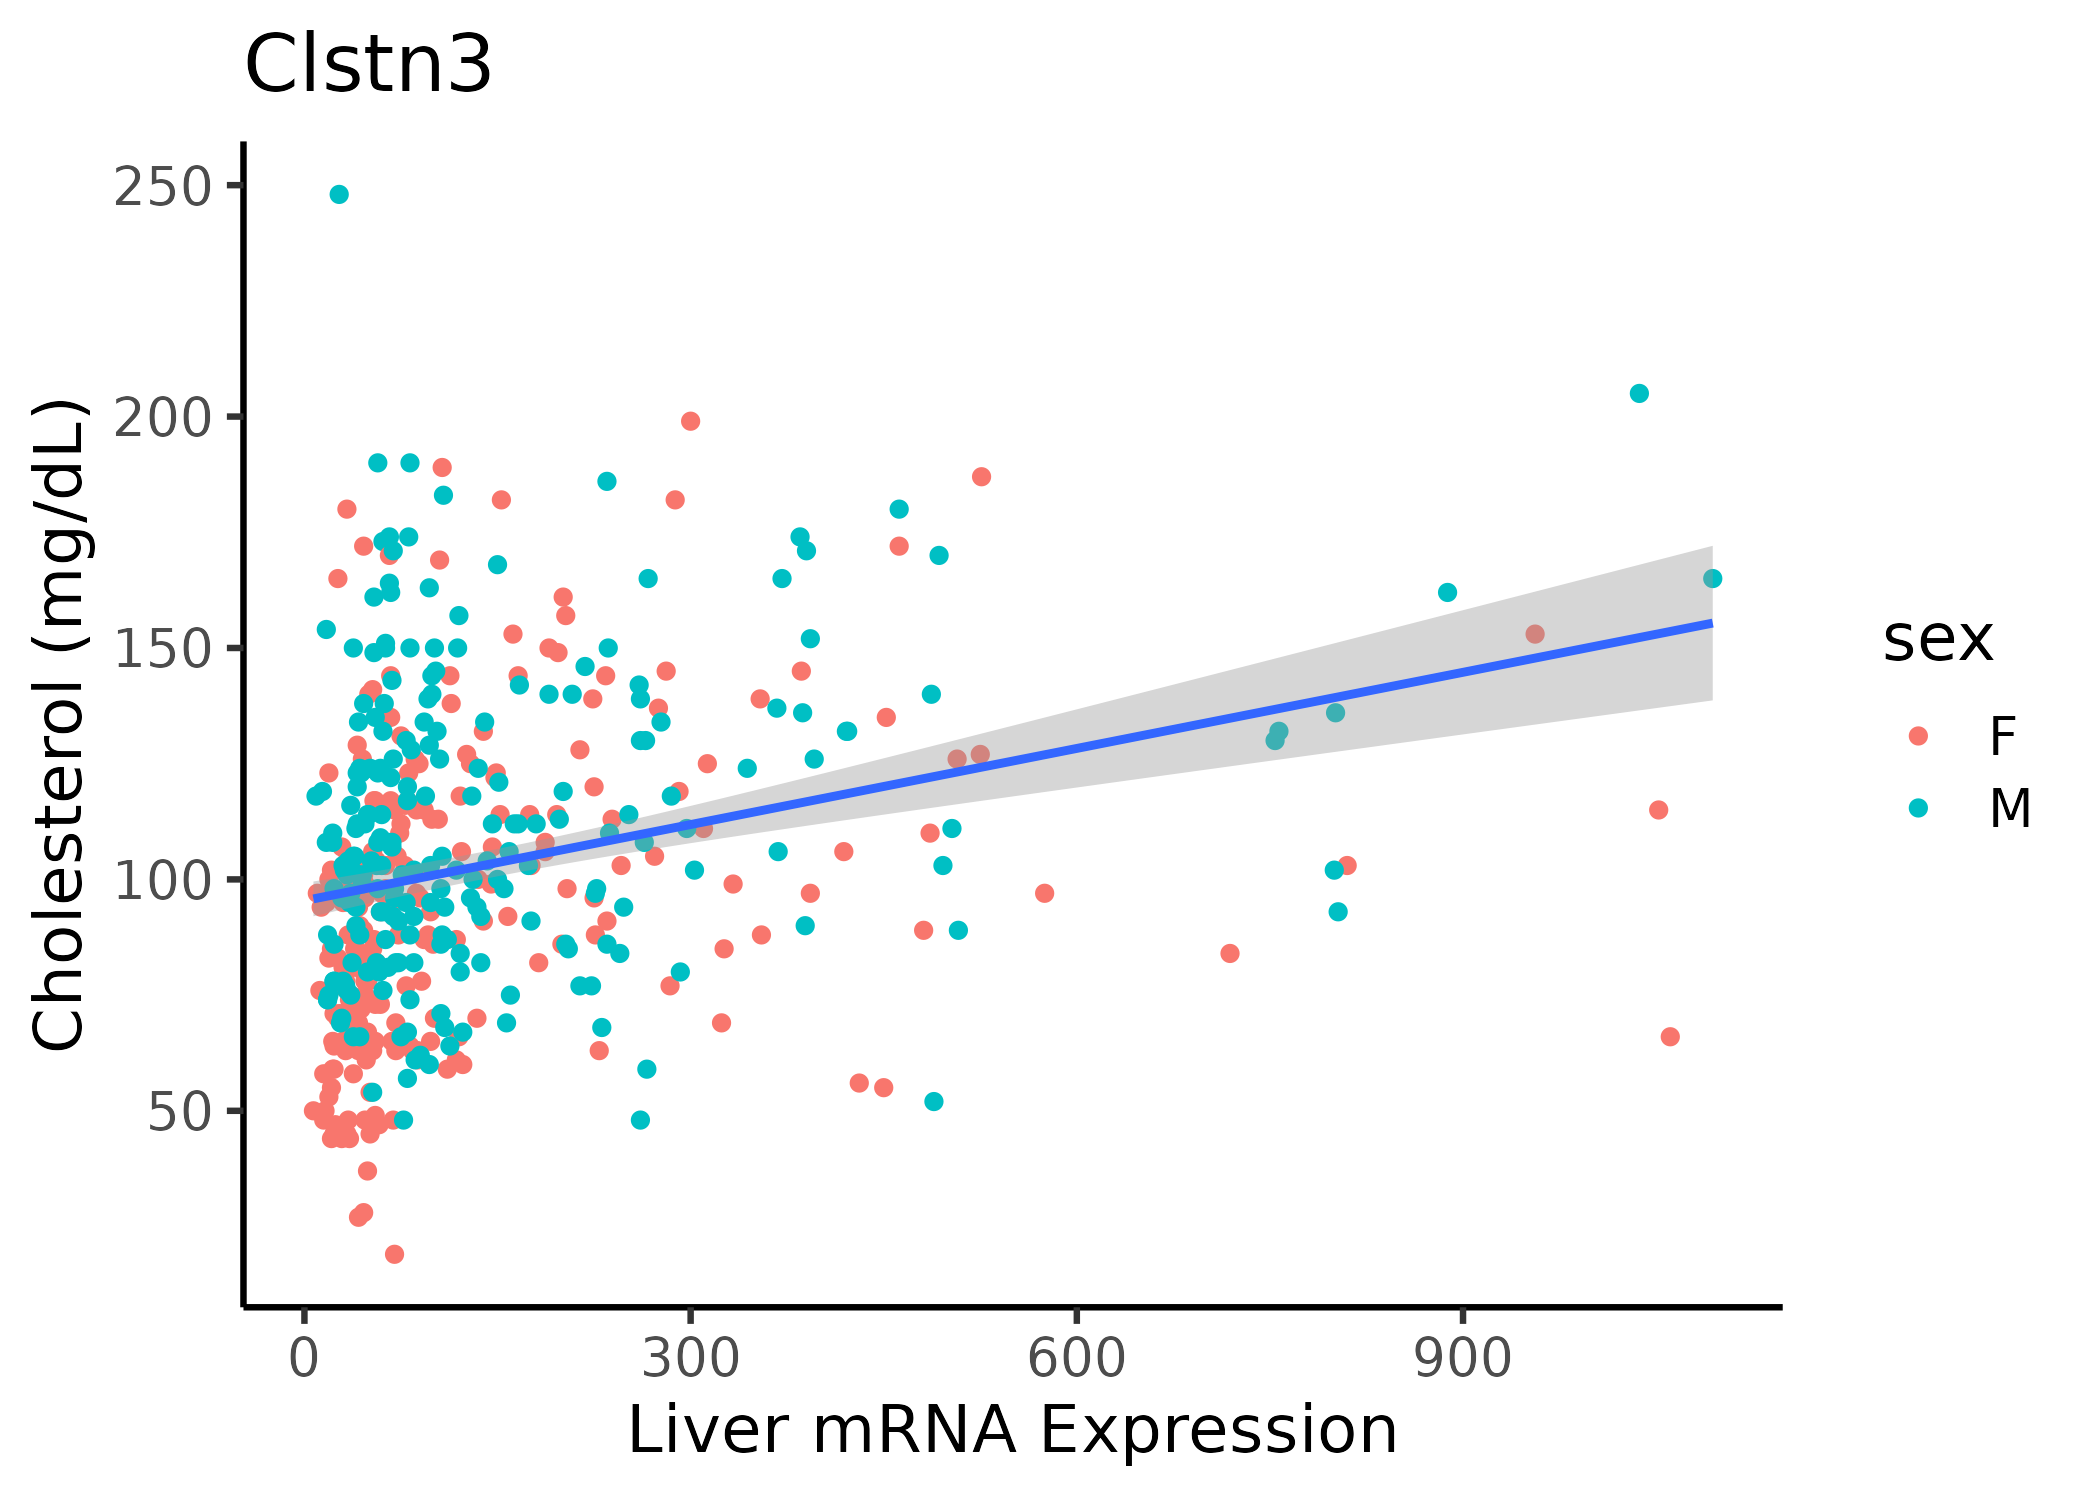 Clstn3
250
200
150
100
50
Cholesterol (mg/dL)
0 300 600 900
Liver mRNA Expression
sex
F
M